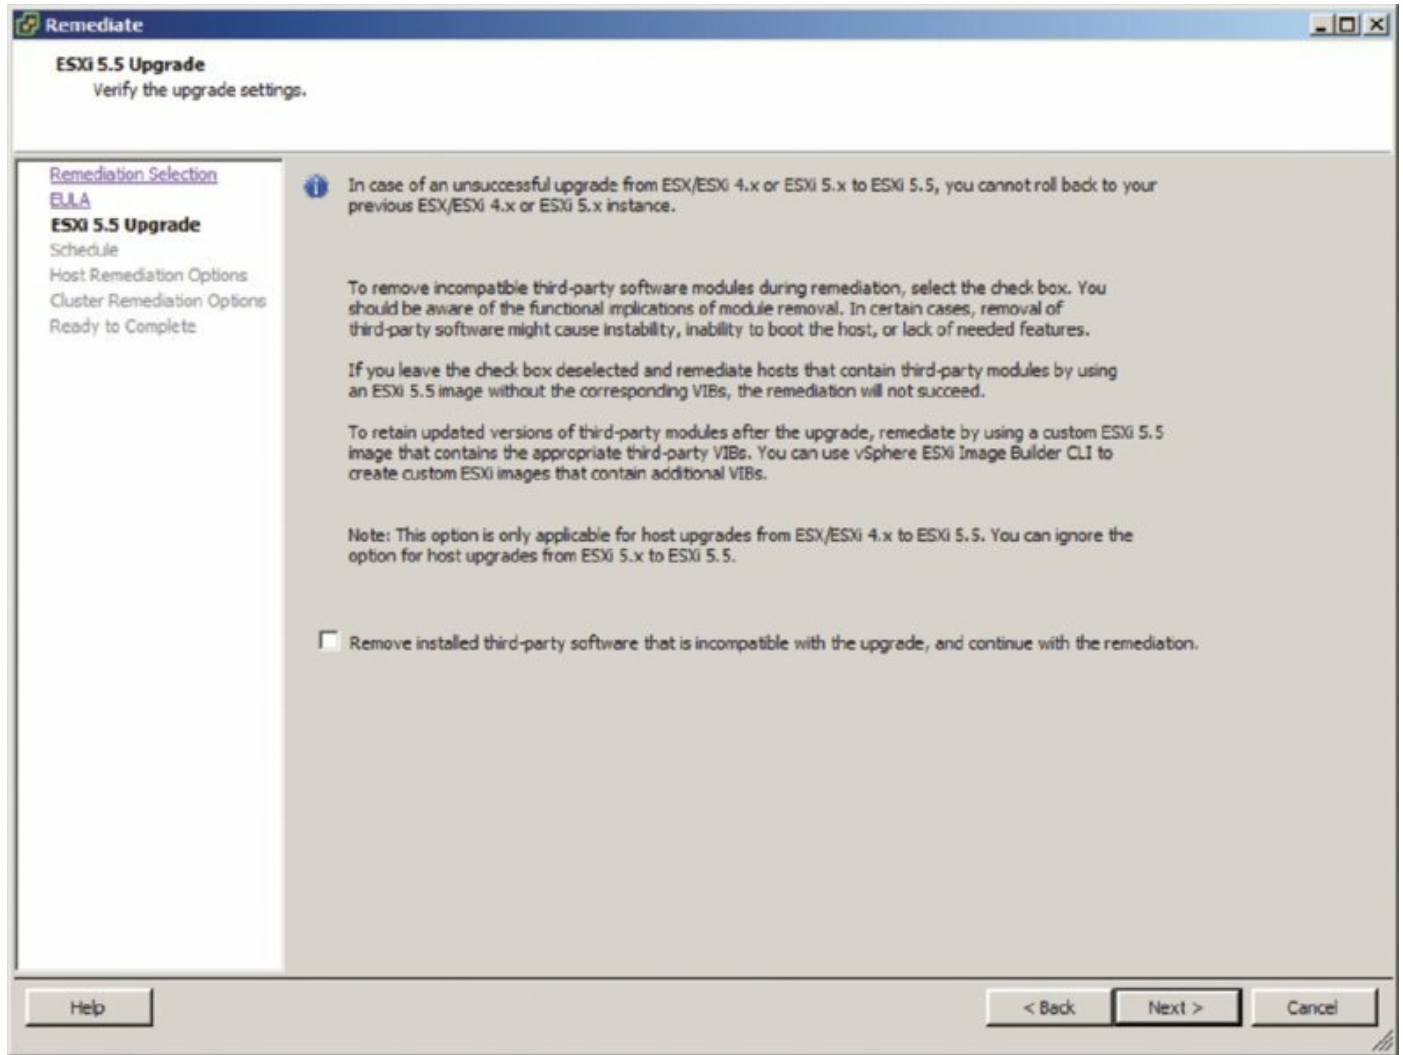 Remediate
ESXi 5.5 Upgrade
Verify the upgrade settings.
Remediation Selection
EULA
ESXi 5.5 Upgrade
Schedule
Host Remediation Options
Cluster Remediation Options
Ready to Complete
In case of an unsuccessful upgrade from ESX/ESXi 4.x or ESXi 5.x to ESXi 5.5, you cannot roll back to your
previous ESX/ESXi 4.x or ESXi 5.x instance.
To remove incompatible third-party software modules during remediation, select the check box. You
should be aware of the functional implications of module removal. In certain cases, removal of
third-party software might cause instability, inability to boot the host, or lack of needed features.
If you leave the check box deselected and remediate hosts that contain third-party modules by using
an ESXi 5.5 image without the corresponding VIBs, the remediation will not succeed.
To retain updated versions of third-party modules after the upgrade, remediate by using a custom ESXi 5.5
image that contains the appropriate third-party VIBs. You can use vSphere ESXi Image Builder CLI to
create custom ESXi images that contain additional VIBs.
Note: This option is only applicable for host upgrades from ESX/ESXi 4.x to ESXi 5.5. You can ignore the
option for host upgrades from ESXi 5.x to ESXi 5.5.
Remove installed third-party software that is incompatible with the upgrade, and continue with the remediation.
Help
< Back
Next >
Cancel